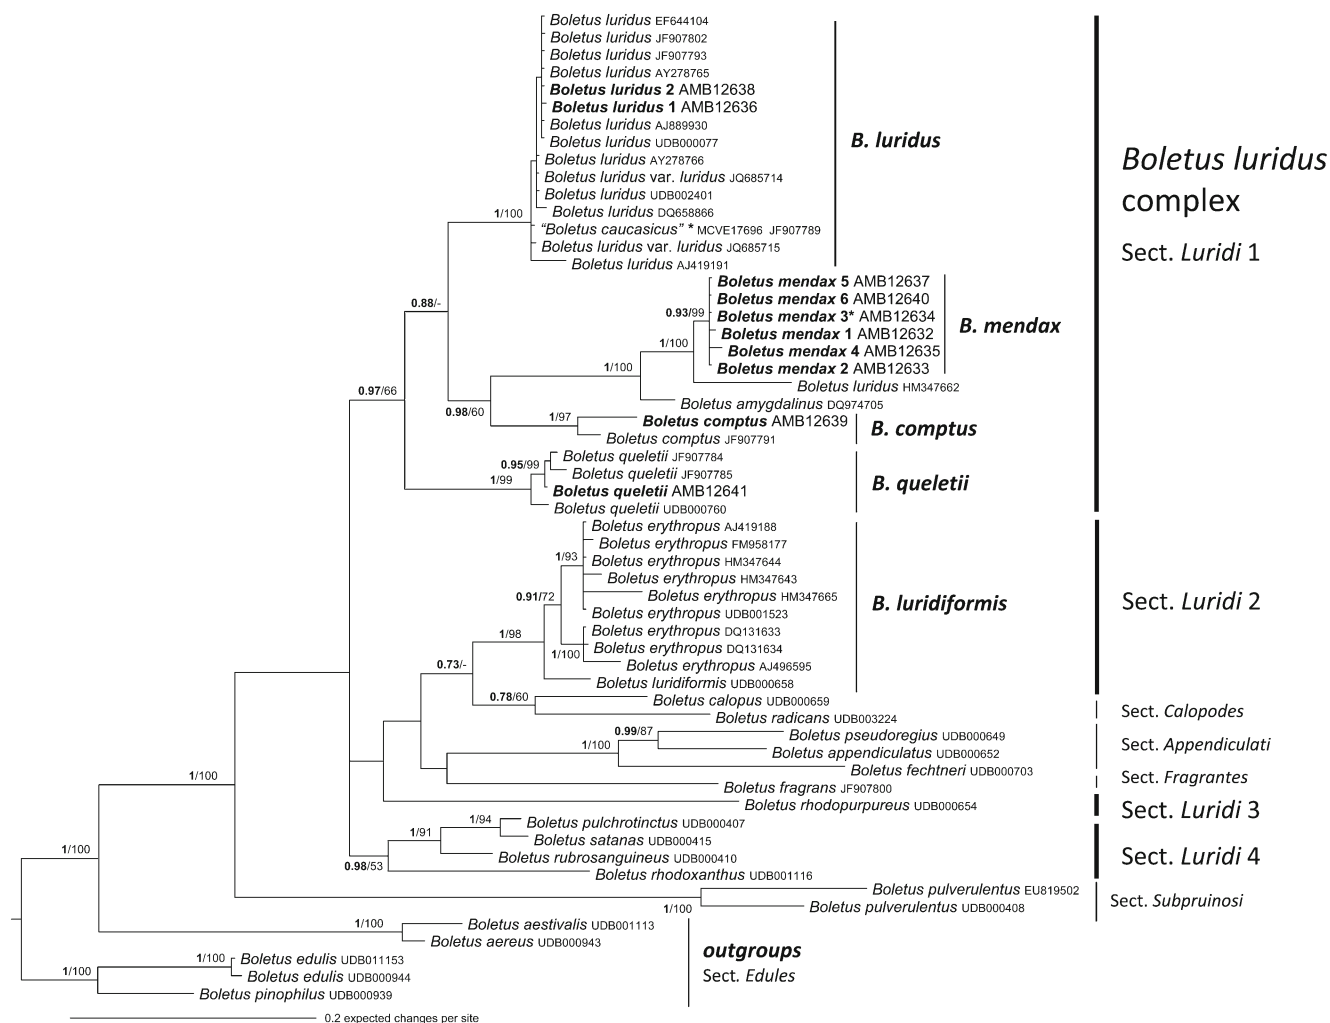 Boletus luridus EF644104
Boletus luridus JF907802
Boletus luridus JF907793
Boletus luridus AY278765
Boletus luridus 2 AMB12638
Boletus luridus 1 AMB12636
Boletus luridus AJ889930
Boletus luridus UDB000077
Boletus luridus AY278766
Boletus luridus var. luridus JQ685714
Boletus luridus UDB002401
Boletus luridus DQ658866
"Boletus caucasicus" * MCVE17696 JF907789
Boletus luridus var. luridus JQ685715
Boletus luridus AJ419191
B. luridus
1/100
Boletus luridus
complex
Sect. Luridi 1
0.88/-
Boletus mendax 5 AMB12637
Boletus mendax 6 AMB12640
Boletus mendax 3* AMB12634
Boletus mendax 1 AMB12632
Boletus mendax 4 AMB12635
Boletus mendax 2 AMB12633
B. mendax
0.93/99
1/100
1/100
Boletus luridus HM347662
Boletus amygdalinus DQ974705
0.97/66
0.98/60
1/97
Boletus comptus AMB12639
Boletus comptus JF907791
B. comptus
Boletus queletii JF907784
Boletus queletii JF907785
Boletus queletii AMB12641
Boletus queletii UDB000760
B. queletii
0.95/99
1/99
Boletus erythropus AJ419188
Boletus erythropus FM958177
Boletus erythropus HM347644
Boletus erythropus HM347643
Boletus erythropus HM347665
Boletus erythropus UDB001523
Boletus erythropus DQ131633
Boletus erythropus DQ131634
Boletus erythropus AJ496595
Boletus luridiformis UDB000658
B. luridiformis
Sect. Luridi 2
1/93
0.91/72
1/98
1/100
0.73/-
0.78/60
Boletus calopus UDB000659
Boletus radicans UDB003224
Sect. Calopodes
0.99/87
1/100
Boletus pseudoregius UDB000649
Boletus appendiculatus UDB000652
Boletus fechtneri UDB000703
Sect. Appendiculati
Boletus fragrans JF907800
Sect. Fragrantes
Boletus rhodopurpureus UDB000654
Sect. Luridi 3
1/94
1/91
0.98/53
Boletus pulchrotinctus UDB000407
Boletus satanas UDB000415
Boletus rubrosanguineus UDB000410
Boletus rhodoxanthus UDB001116
Sect. Luridi 4
1/100
1/100
Boletus pulverulentus EU819502
Boletus pulverulentus UDB000408
1/100
Sect. Subpruinosi
1/100
Boletus aestivalis UDB001113
Boletus aereus UDB000943
1/100
1/100
Boletus edulis UDB011153
Boletus edulis UDB000944
Boletus pinophilus UDB000939
outgroups
Sect. Edules
0.2 expected changes per site